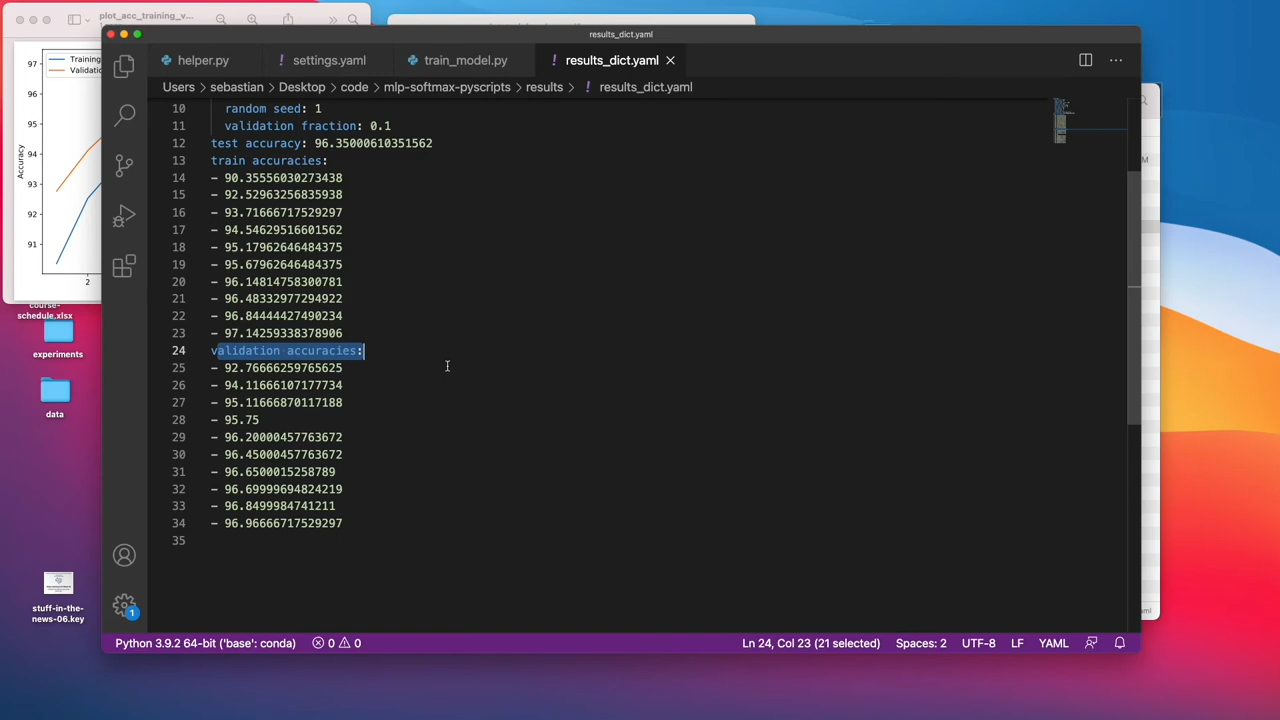 plot_acc_training_v...
results_dict.yaml
helper.py
settings.yaml
train_model.py
results_dict.yaml
Users > sebastian > Desktop > code > mlp-softmax-pyscripts > results > results_dict.yaml
Training
Validatio
97
96
95
94
93
92
91
Accuracy
2
10 random seed: 1
11 validation fraction: 0.1
12 test accuracy: 96.35000610351562
13 train accuracies:
14 - 90.35556030273438
15 - 92.52963256835938
16 - 93.71666717529297
17 - 94.54629516601562
18 - 95.17962646484375
19 - 95.67962646484375
20 - 96.14814758300781
21 - 96.48332977294922
22 - 96.84444427490234
23 - 97.14259338378906
24 validation accuracies:
25 - 92.76666259765625
26 - 94.11666107177734
27 - 95.11666870117188
28 - 95.75
29 - 96.20000457763672
30 - 96.45000457763672
31 - 96.6500015258789
32 - 96.69999694824219
33 - 96.8499984741211
34 - 96.96666717529297
35
course-
schedule.xlsx
experiments
data
stuff-in-the-
news-06.key
1
Python 3.9.2 64-bit ('base': conda)
0 0
Ln 24, Col 23 (21 selected)
Spaces: 2
UTF-8
LF
YAML